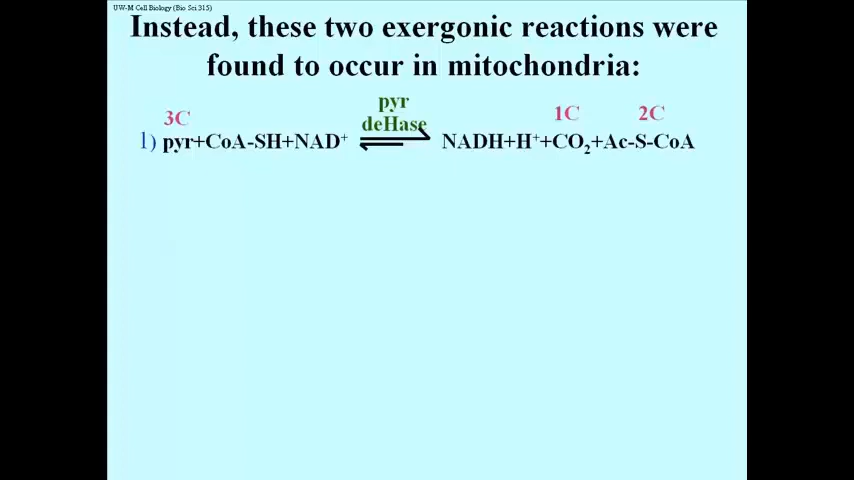 UW-M Cell Biology (Bio Sci 315)
Instead, these two exergonic reactions were
found to occur in mitochondria:
3C
pyr
deHase
1C
2C
1) pyr+CoA-SH+NAD⁺ ⇌ NADH+H⁺+CO₂+Ac-S-CoA